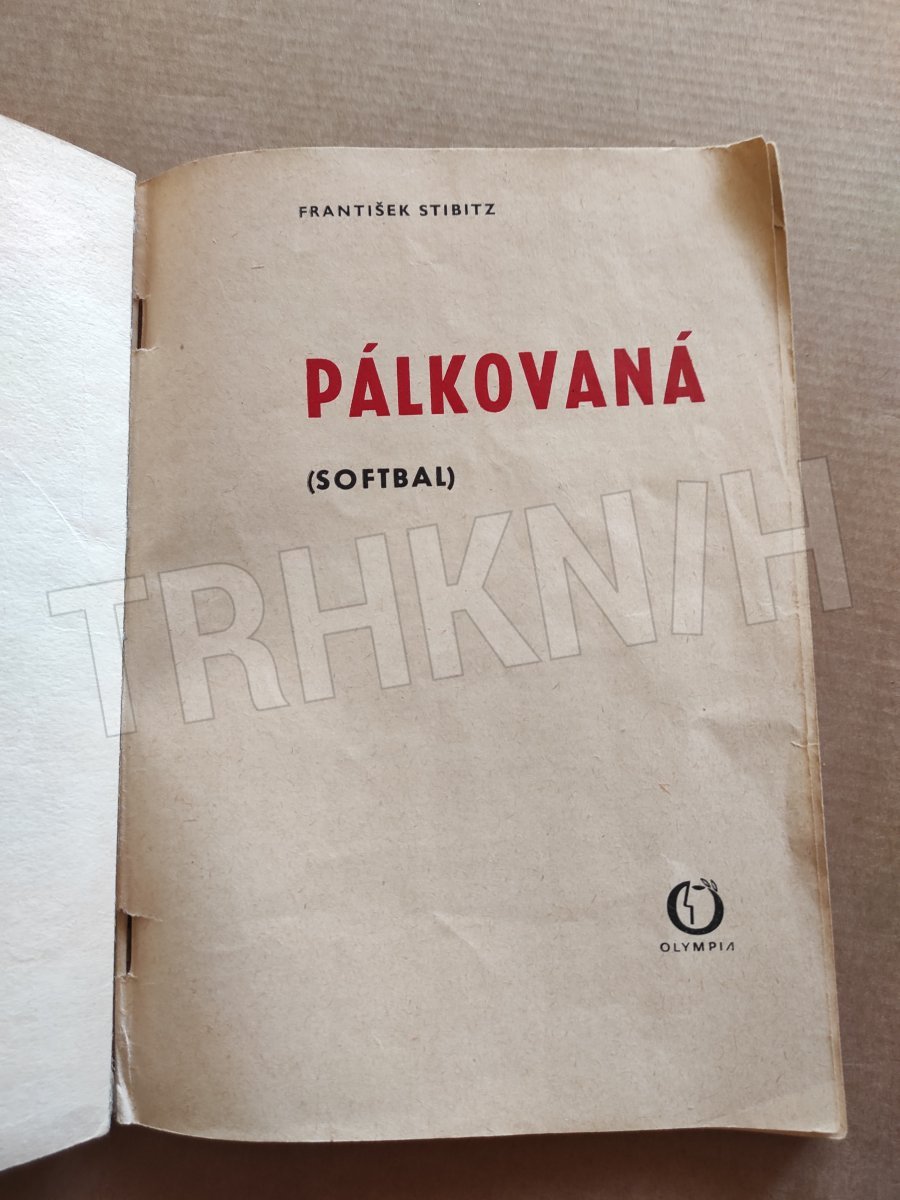 FRANTIŠEK STIBITZ
PÁLKOVANÁ
(SOFTBAL)
TRHKNIH
OLYMPIA